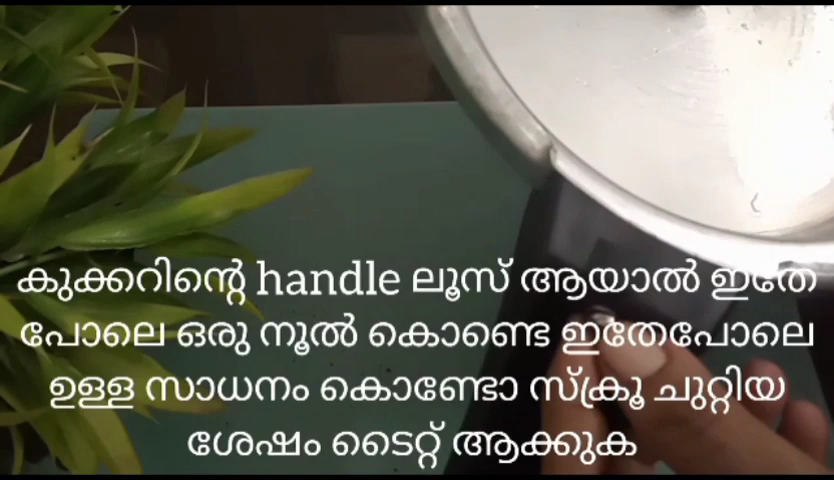 കുക്കറിന്റെ handle ലൂസ് ആയാൽ ഇതേ
പോലെ ഒരു നൂൽ കൊണ്ടെ ഇതേപോലെ
ഉള്ള സാധനം കൊണ്ടോ സ്ക്രൂ ചുറ്റിയ
ശേഷം ടൈറ്റ് ആക്കുക